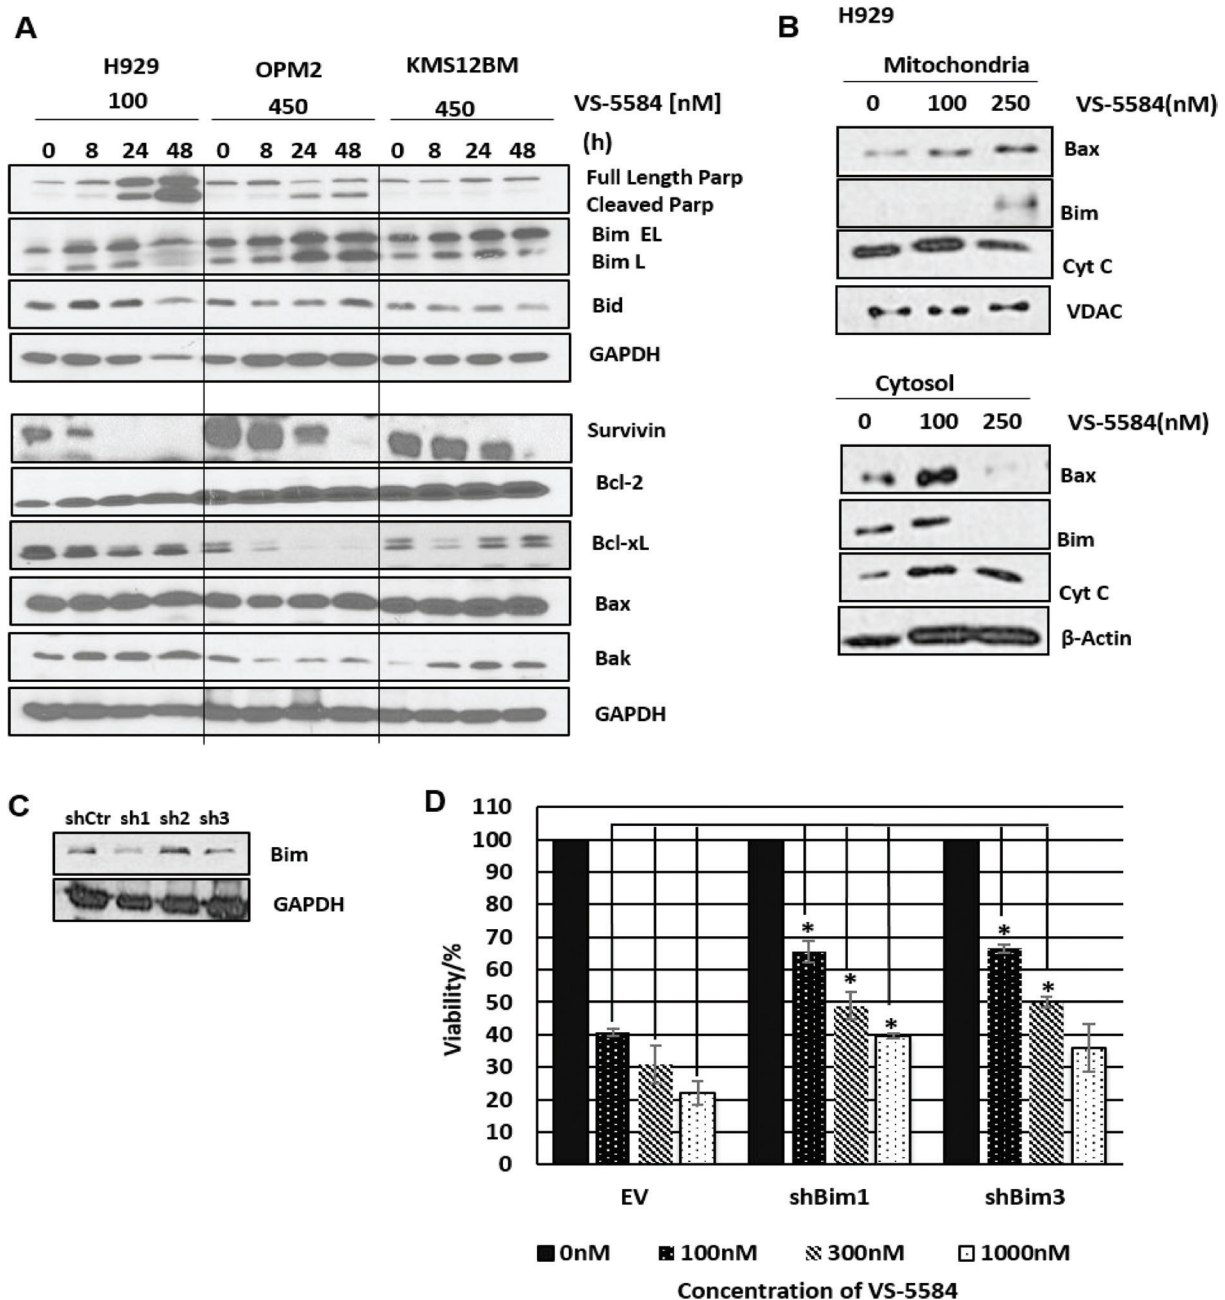 A
H929 OPM2 KMS12BM
100 450 450 VS-5584 [nM]
0 8 24 48 0 8 24 48 0 8 24 48 (h)
Full Length Parp
Cleaved Parp
Bim EL
Bim L
Bid
GAPDH
Survivin
Bcl-2
Bcl-xL
Bax
Bak
GAPDH
B
H929
Mitochondria
0 100 250 VS-5584(nM)
Bax
Bim
Cyt C
VDAC
Cytosol
0 100 250 VS-5584(nM)
Bax
Bim
Cyt C
β-Actin
C
shCtr sh1 sh2 sh3
Bim
GAPDH
D
110
100
90
80
70
60
50
40
30
20
10
0
Viability/%
* * * * *
EV shBim1 shBim3
0nM 100nM 300nM 1000nM
Concentration of VS-5584